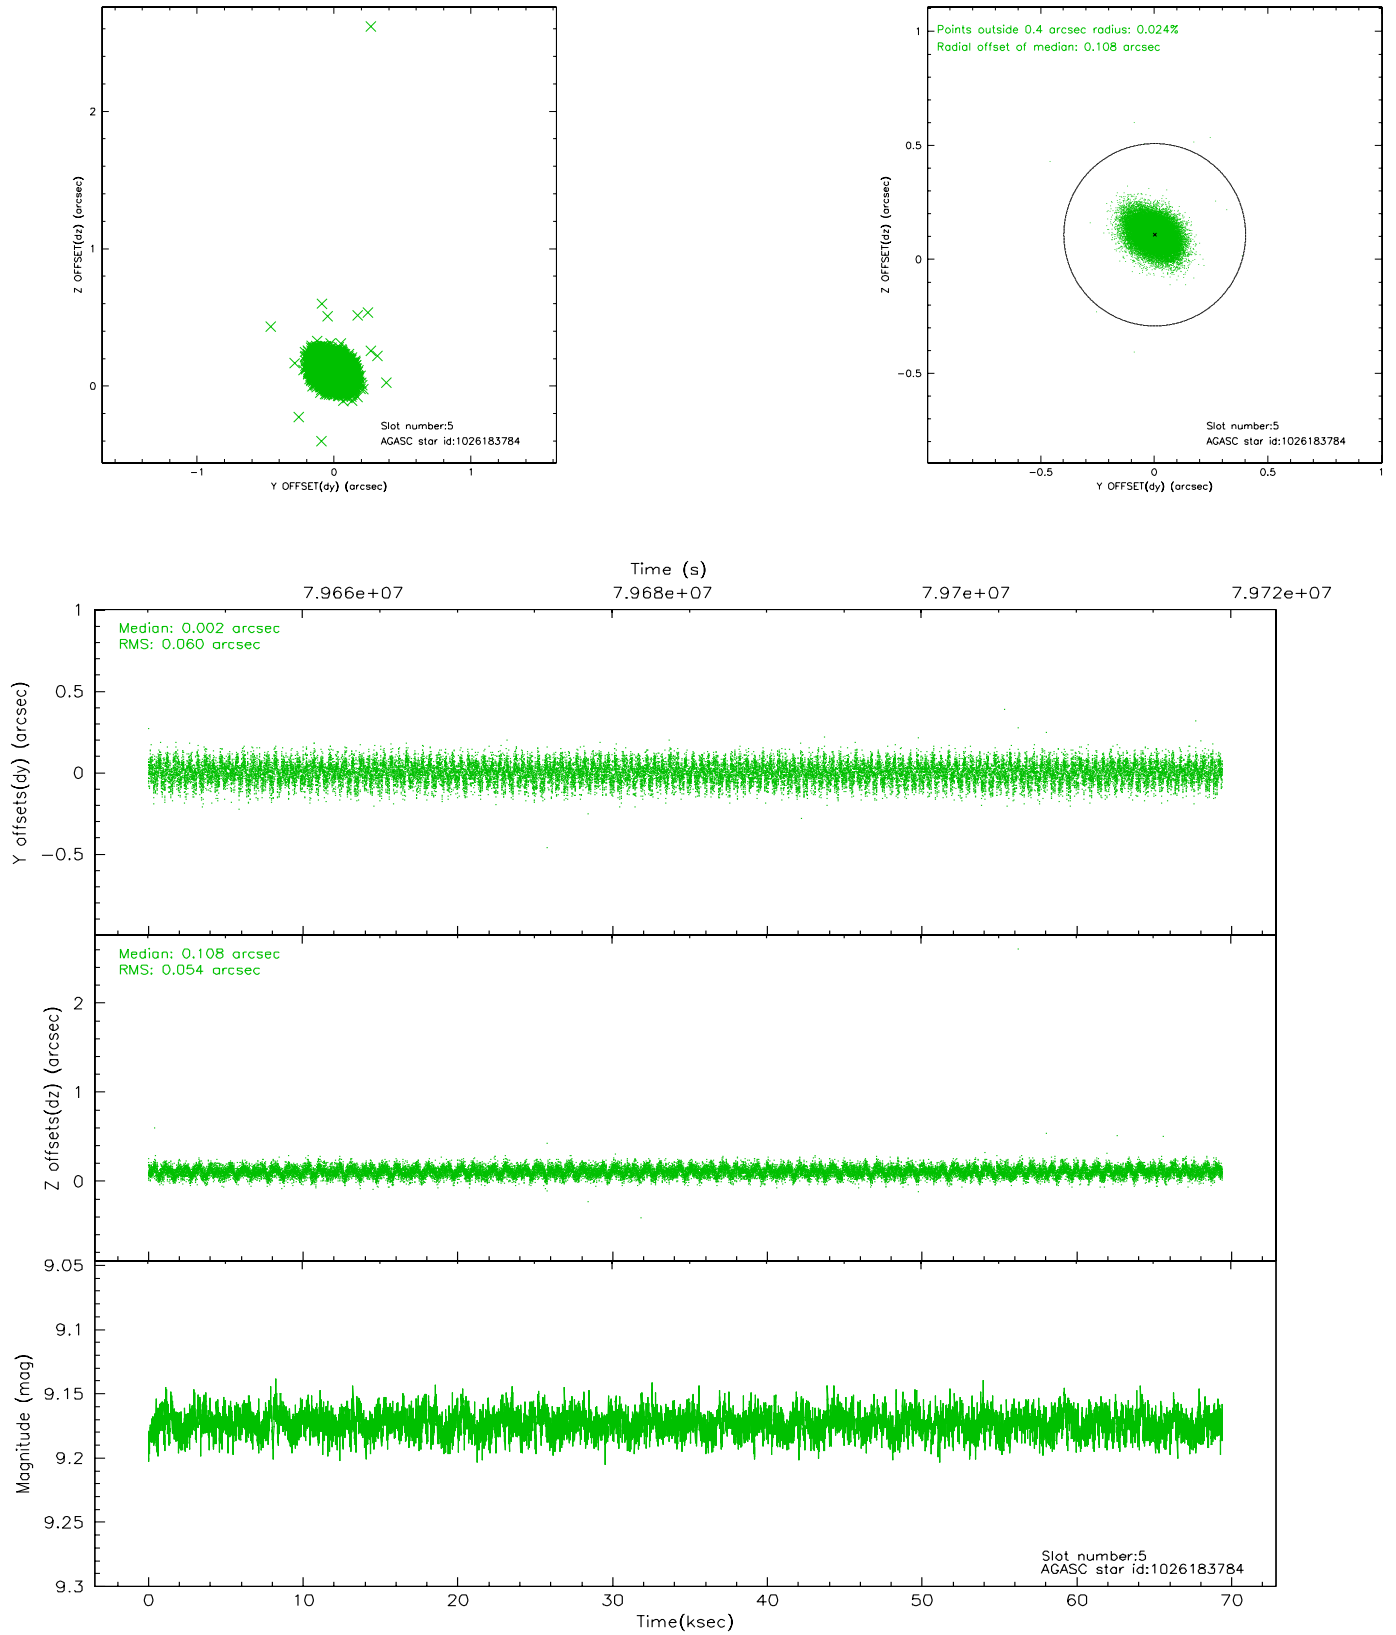 2
1
0
Z OFFSET(dz) (arcsec)
Slot number:5
AGASC star id:1026183784
-1
0
1
Y OFFSET(dy) (arcsec)
Points outside 0.4 arcsec radius: 0.024%
Radial offset of median: 0.108 arcsec
1
0.5
0
-0.5
Z OFFSET(dz) (arcsec)
Slot number:5
AGASC star id:1026183784
-0.5
0
0.5
1
Y OFFSET(dy) (arcsec)
Time (s)
7.966e+07
7.968e+07
7.97e+07
7.972e+07
Median: 0.002 arcsec
RMS: 0.060 arcsec
1
0.5
0
-0.5
Y offsets(dy) (arcsec)
Median: 0.108 arcsec
RMS: 0.054 arcsec
2
1
0
Z offsets(dz) (arcsec)
9.05
9.1
9.15
9.2
9.25
9.3
Magnitude (mag)
Slot number:5
AGASC star id:1026183784
0
10
20
30
40
50
60
70
Time(ksec)